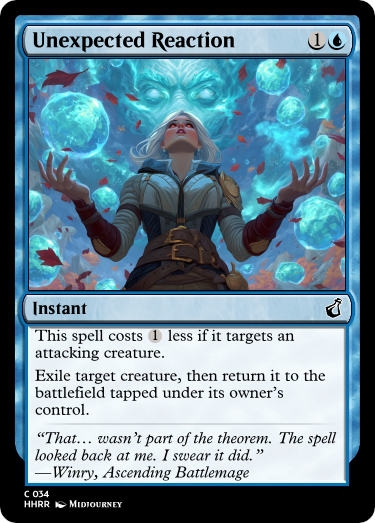 Unexpected Reaction 1
Instant
This spell costs 1 less if it targets an
attacking creature.
Exile target creature, then return it to the
battlefield tapped under its owner's
control.
“That… wasn't part of the theorem. The spell
looked back at me. I swear it did.”
—Winry, Ascending Battlemage
C 034
HHRR Midjourney